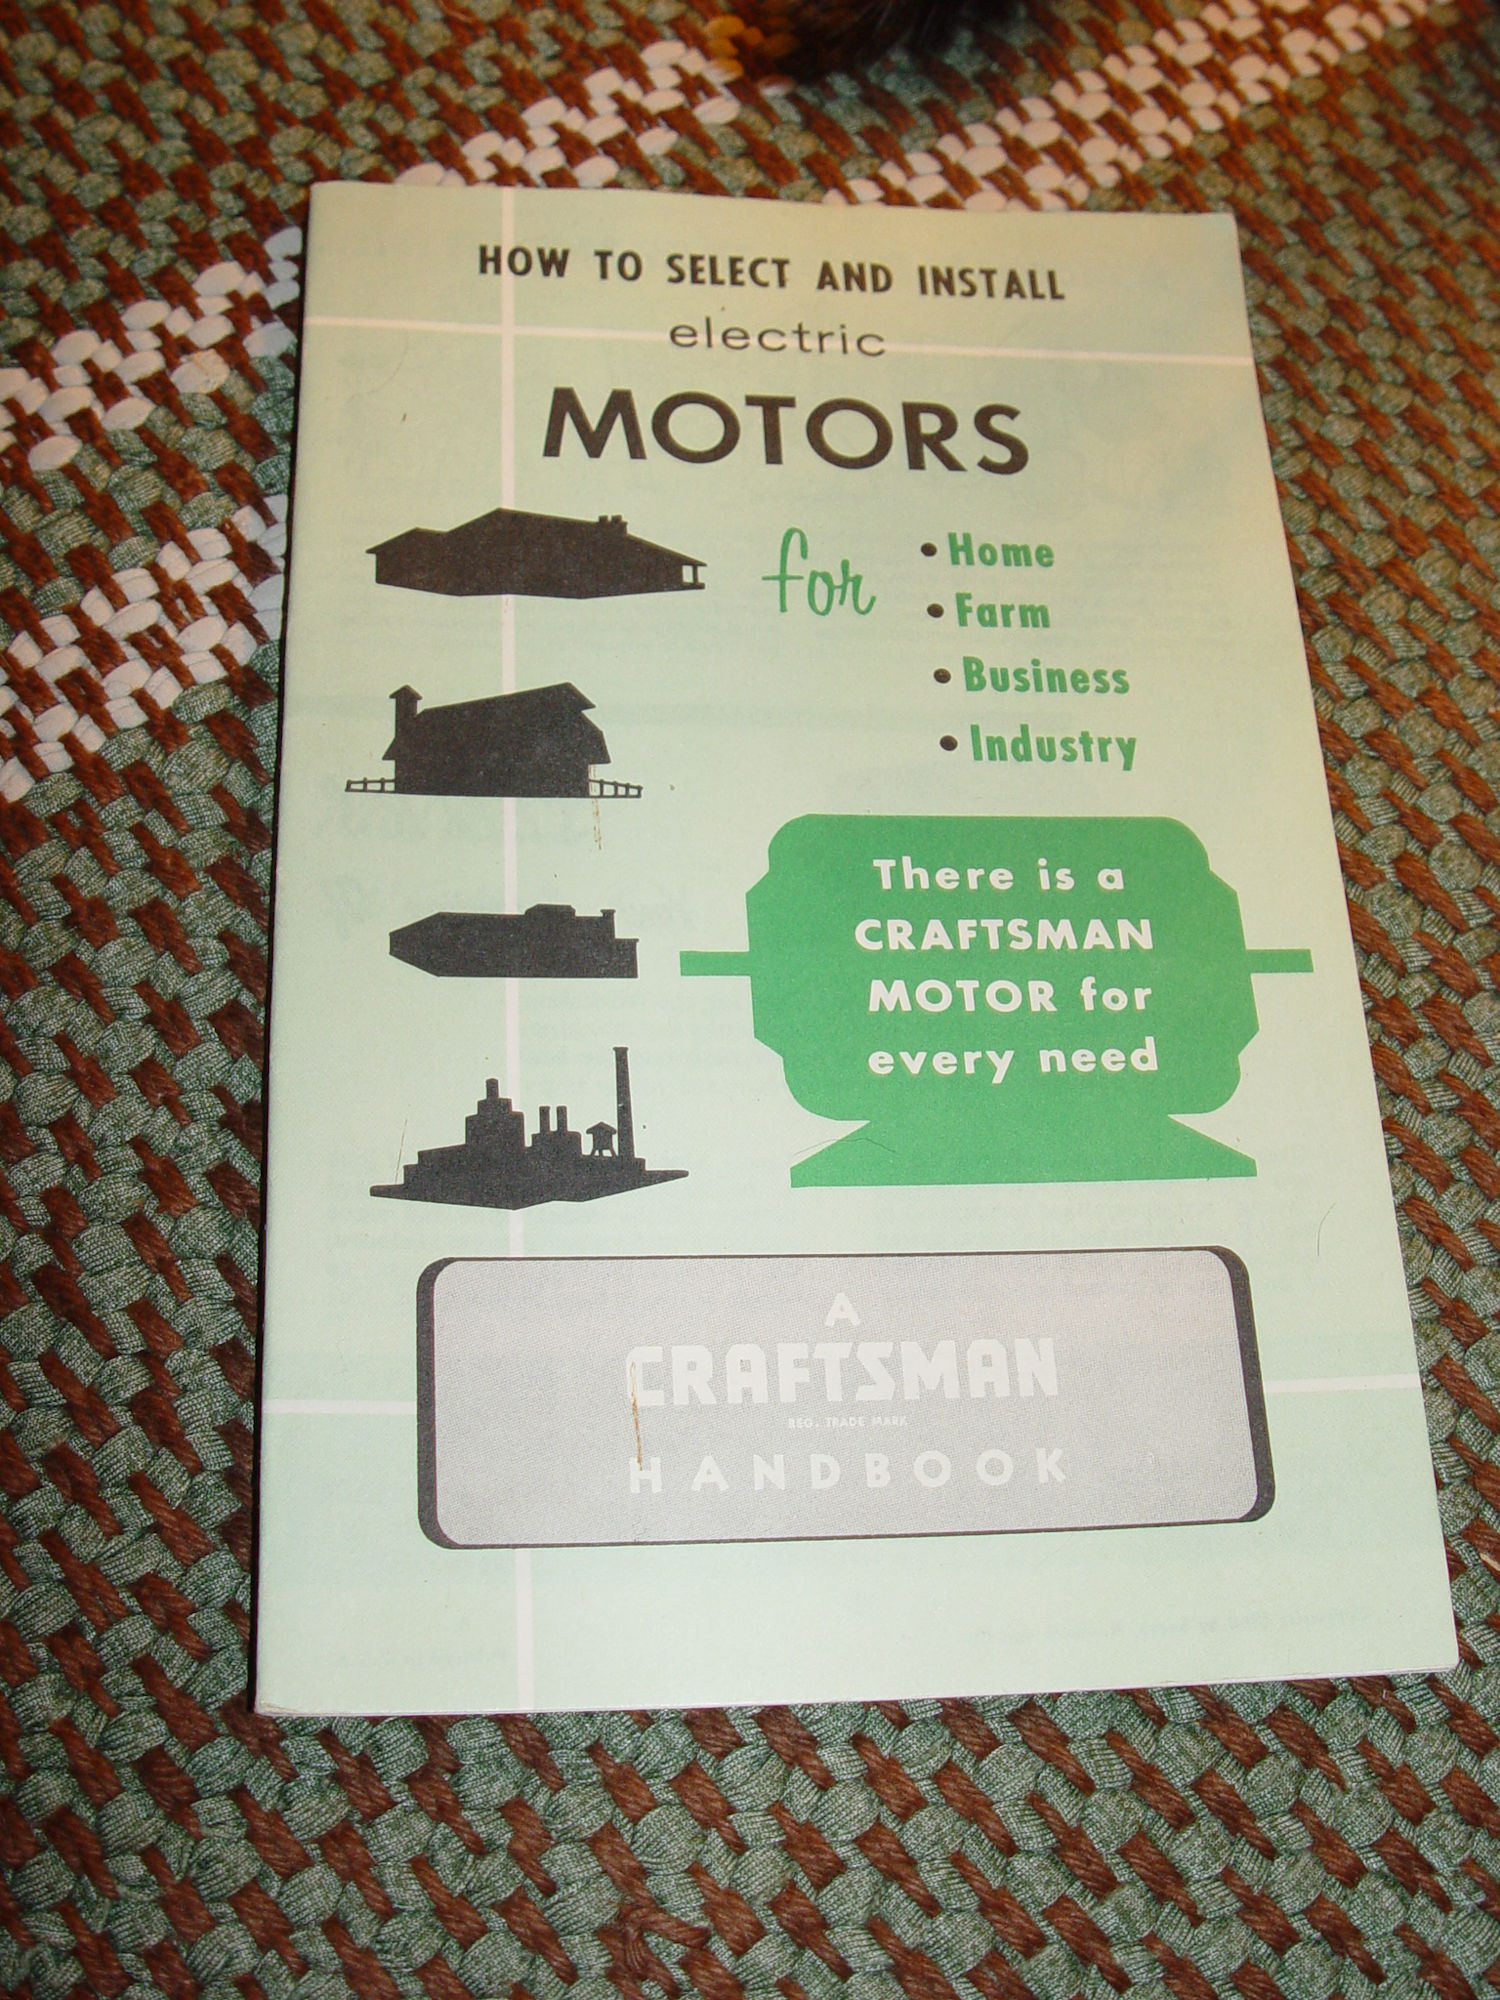 HOW TO SELECT AND INSTALL
electric
MOTORS
for
• Home
• Farm
• Business
• Industry
There is a
CRAFTSMAN
MOTOR for
every need
A
CRAFTSMAN
REG. TRADE MARK
HANDBOOK